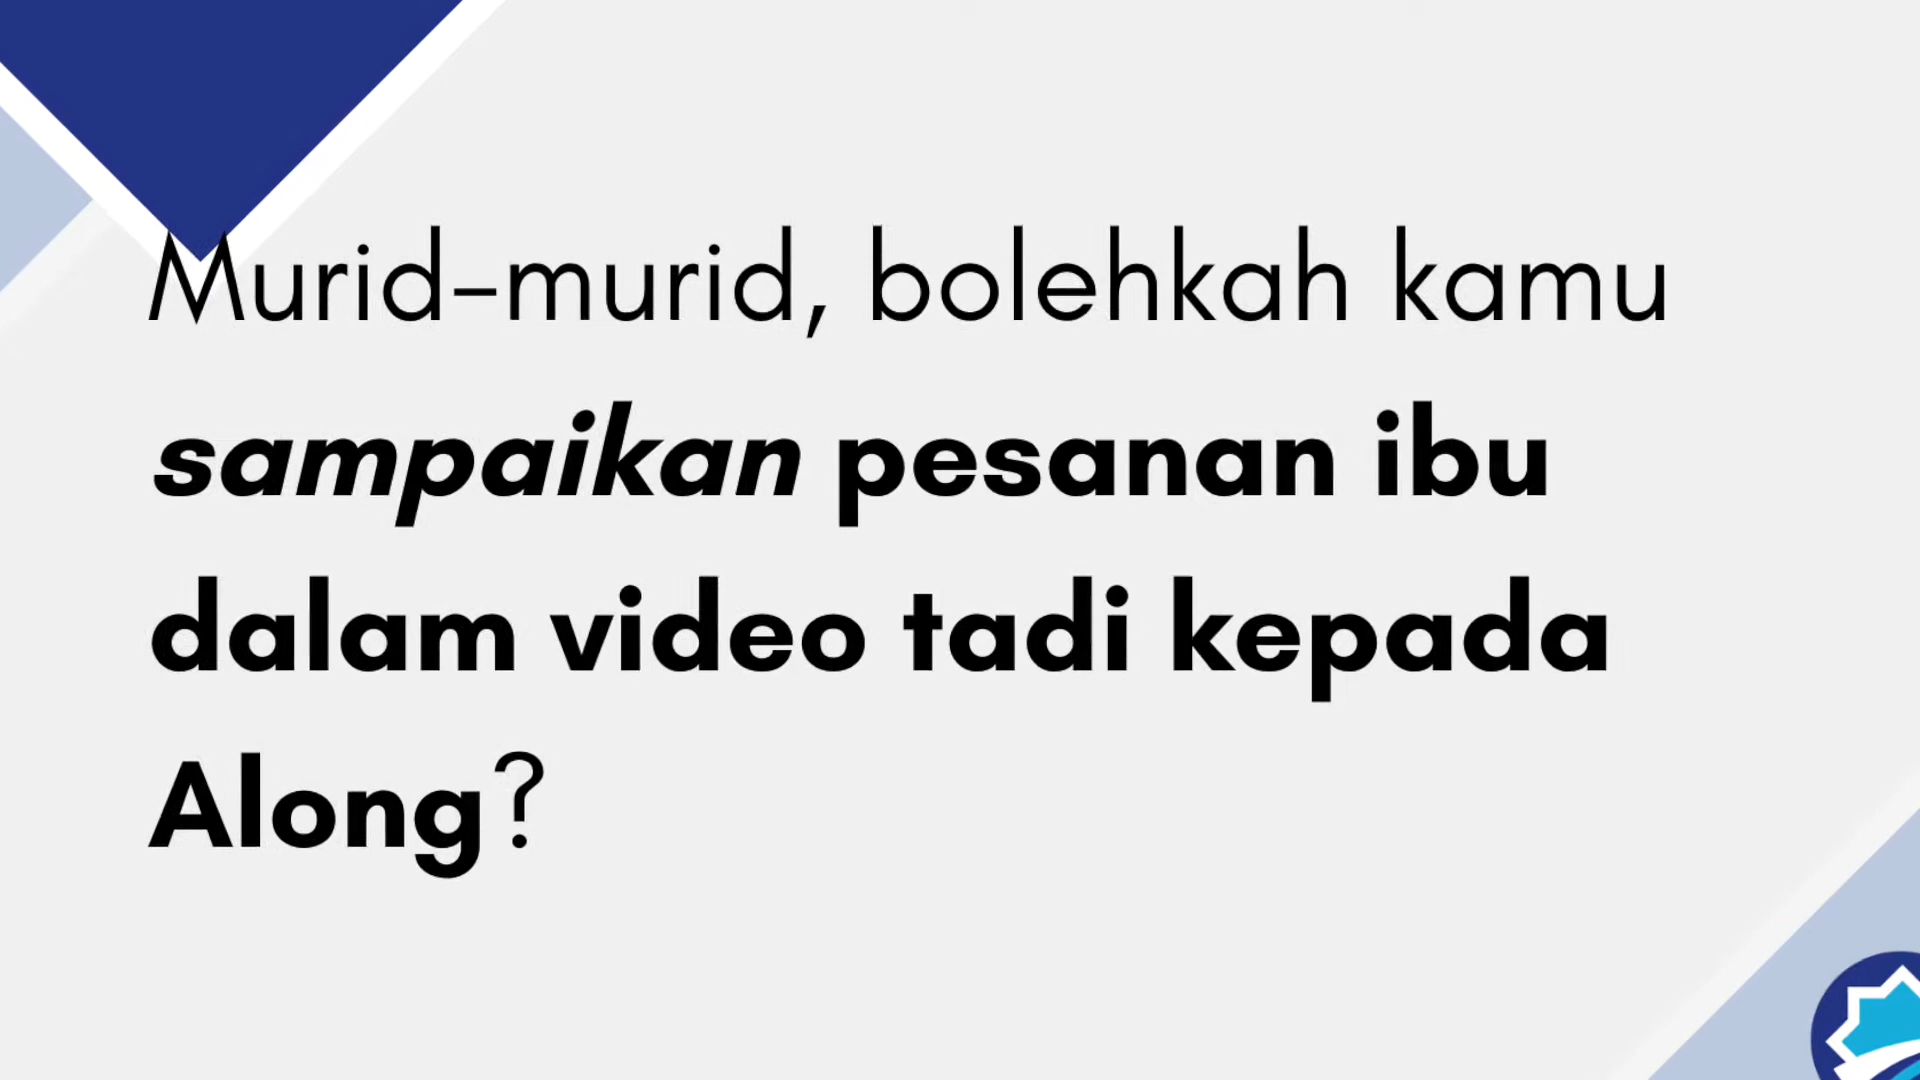 Murid-murid, bolehkah kamu
sampaikan pesanan ibu
dalam video tadi kepada
Along?